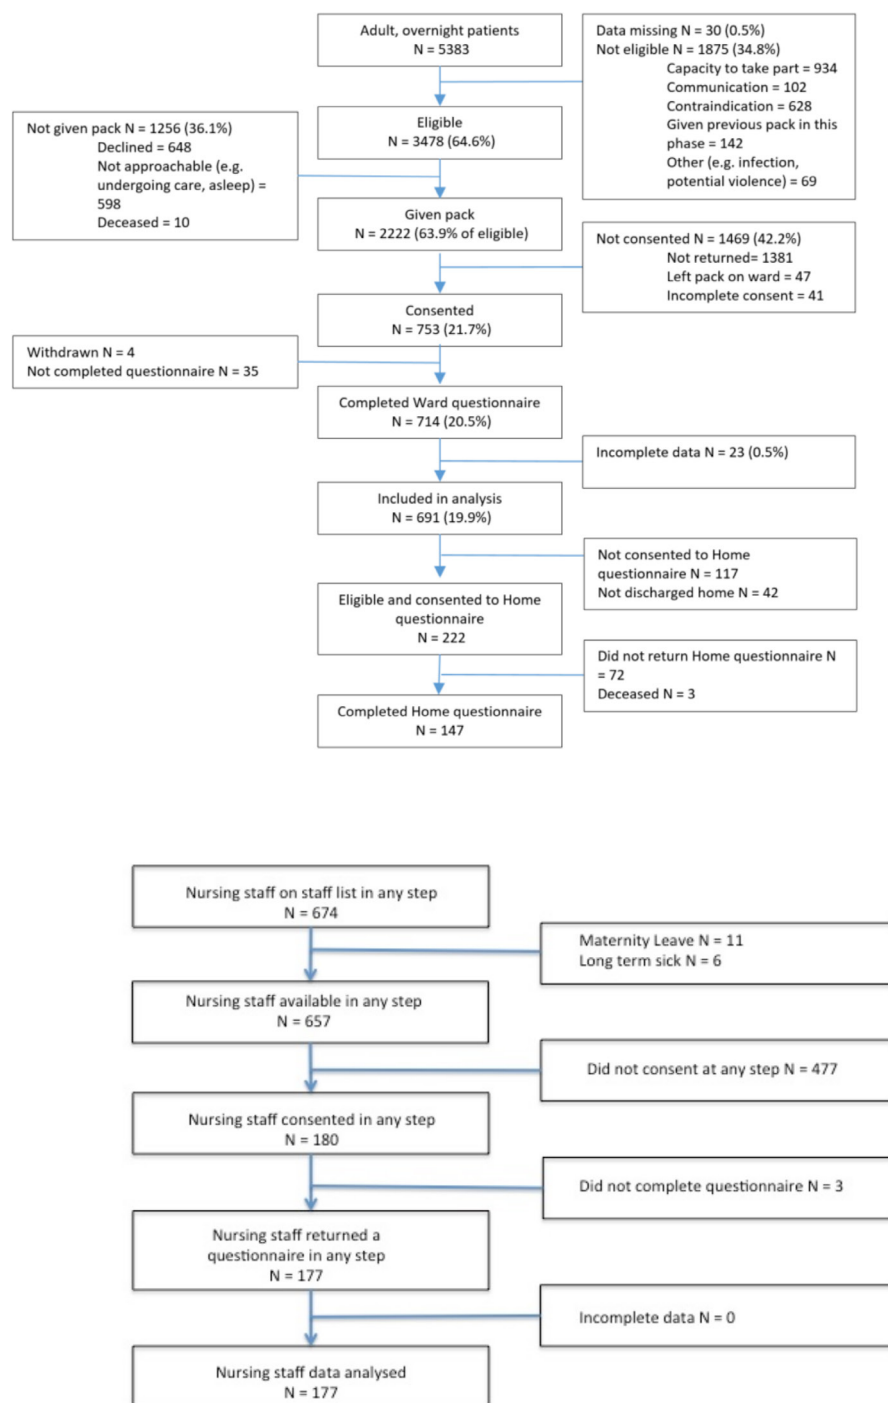 Adult, overnight patients
N = 5383
Data missing N = 30 (0.5%)
Not eligible N = 1875 (34.8%)
Capacity to take part = 934
Communication = 102
Contraindication = 628
Given previous pack in this
phase = 142
Other (e.g. infection,
potential violence) = 69
Eligible
N = 3478 (64.6%)
Not given pack N = 1256 (36.1%)
Declined = 648
Not approachable (e.g.
undergoing care, asleep) =
598
Deceased = 10
Given pack
N = 2222 (63.9% of eligible)
Not consented N = 1469 (42.2%)
Not returned= 1381
Left pack on ward = 47
Incomplete consent = 41
Consented
N = 753 (21.7%)
Withdrawn N = 4
Not completed questionnaire N = 35
Completed Ward questionnaire
N = 714 (20.5%)
Incomplete data N = 23 (0.5%)
Included in analysis
N = 691 (19.9%)
Not consented to Home
questionnaire N = 117
Not discharged home N = 42
Eligible and consented to Home
questionnaire
N = 222
Did not return Home questionnaire N
= 72
Deceased N = 3
Completed Home questionnaire
N = 147
Nursing staff on staff list in any step
N = 674
Maternity Leave N = 11
Long term sick N = 6
Nursing staff available in any step
N = 657
Did not consent at any step N = 477
Nursing staff consented in any step
N = 180
Did not complete questionnaire N = 3
Nursing staff returned a
questionnaire in any step
N = 177
Incomplete data N = 0
Nursing staff data analysed
N = 177